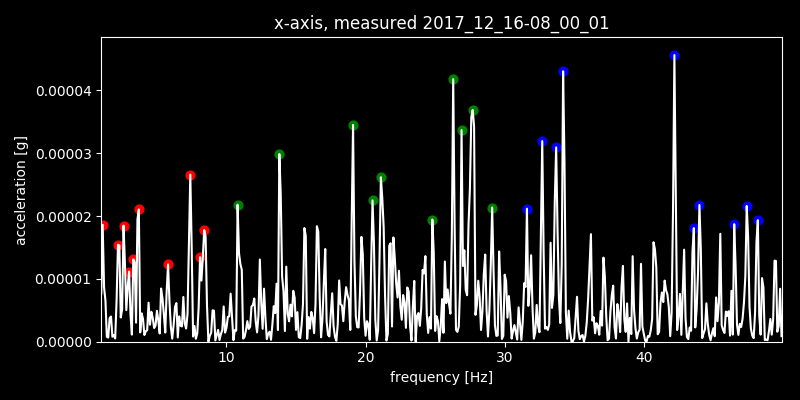 x-axis, measured 2017_12_16-08_00_01
acceleration [g]
0.00004
0.00003
0.00002
0.00001
0.00000
10 20 30 40
frequency [Hz]